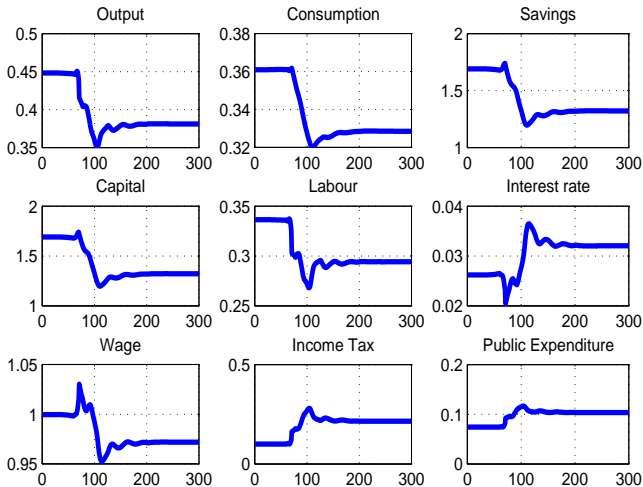 Output
0.5
0.45
0.4
0.35
0 100 200 300
Consumption
0.38
0.36
0.34
0.32
0 100 200 300
Savings
2
1.5
1
0 100 200 300
Capital
2
1.5
1
0 100 200 300
Labour
0.35
0.3
0.25
0 100 200 300
Interest rate
0.04
0.03
0.02
0 100 200 300
Wage
1.05
1
0.95
0 100 200 300
Income Tax
0.5
0
0 100 200 300
Public Expenditure
0.2
0.1
0
0 100 200 300